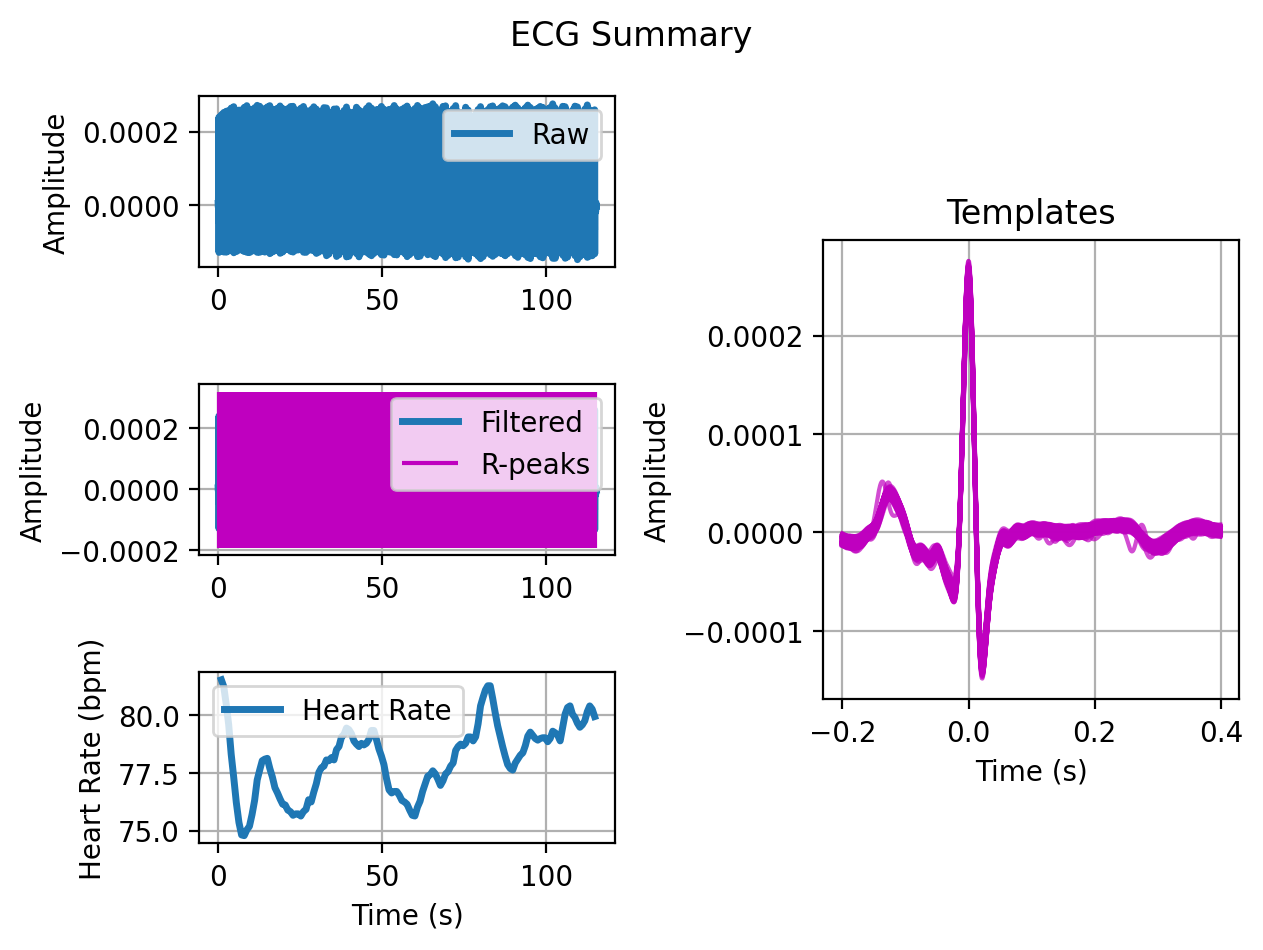 ECG Summary
Amplitude
0.0002
0.0000
Raw
0
50
100
Amplitude
0.0002
0.0000
−0.0002
Filtered
R-peaks
0
50
100
Heart Rate (bpm)
80.0
77.5
75.0
Heart Rate
0
50
100
Time (s)
Templates
Amplitude
0.0002
0.0001
0.0000
−0.0001
−0.2
0.0
0.2
0.4
Time (s)